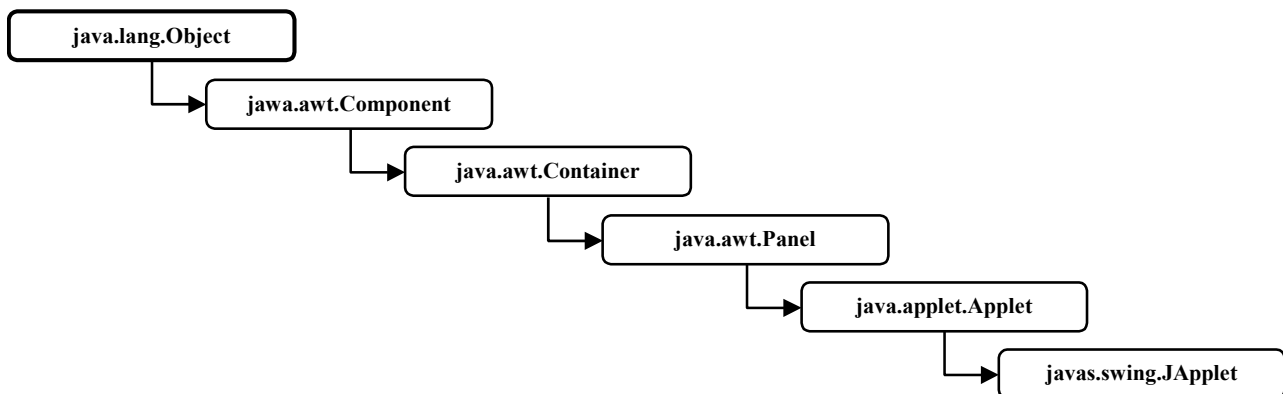 java.lang.Object
jawa.awt.Component
java.awt.Container
java.awt.Panel
java.applet.Applet
javas.swing.JApplet